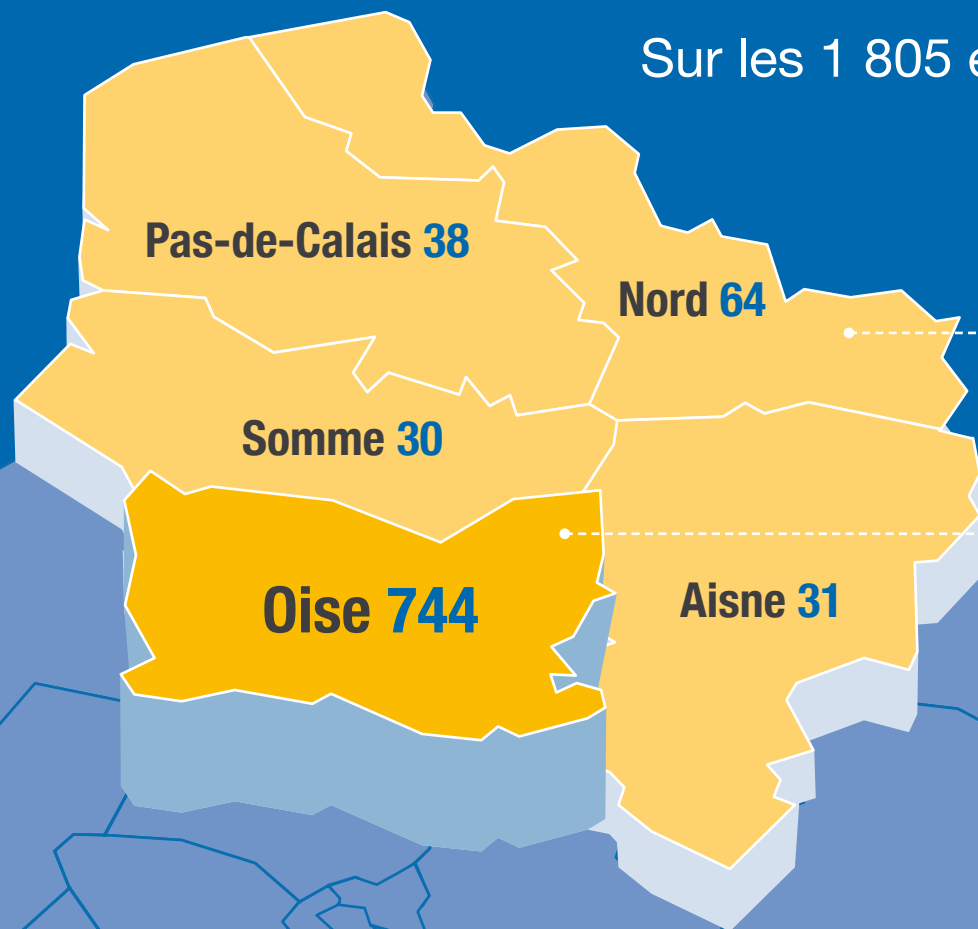 Sur les 1 805
Pas-de-Calais 38
Nord 64
Somme 30
Oise 744
Aisne 31